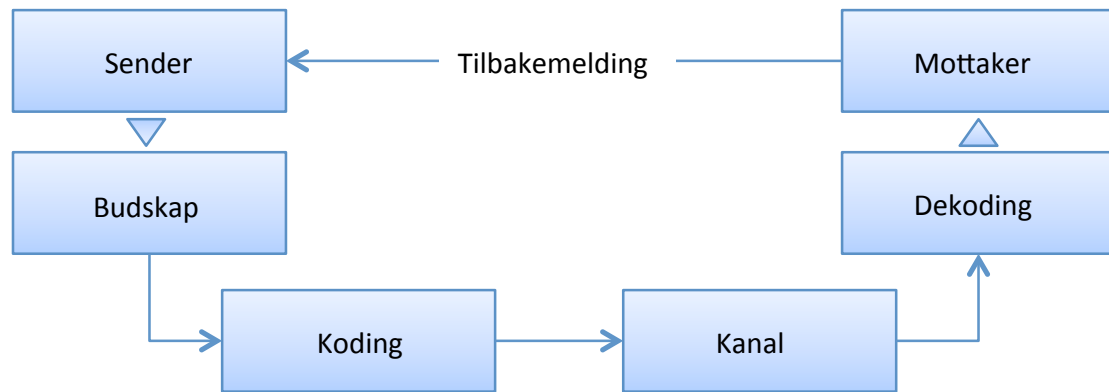 Sender
Tilbakemelding
Mottaker
Budskap
Dekoding
Koding
Kanal